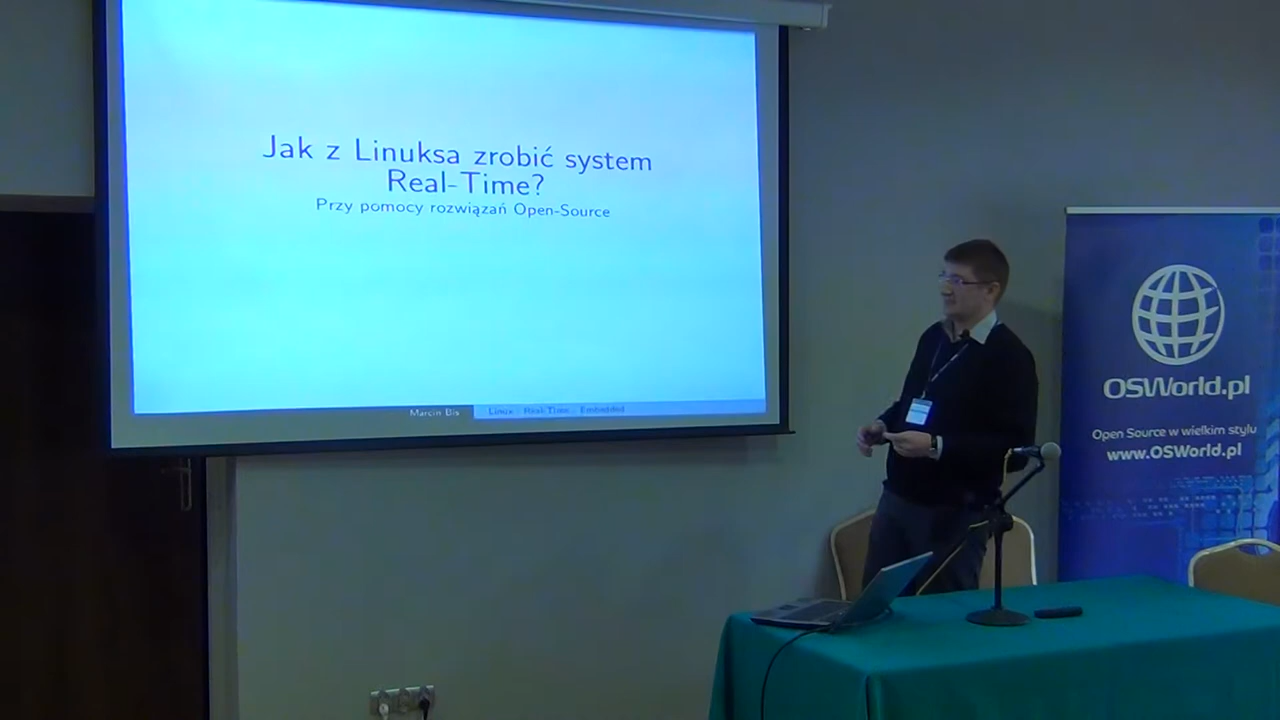 Jak z Linuksa zrobić system
Real-Time?
Przy pomocy rozwiązań Open-Source
Marcin Bis
Linux Real-Time Embedded
OSWorld.pl
Open Source w wielkim stylu
www.OSWorld.pl